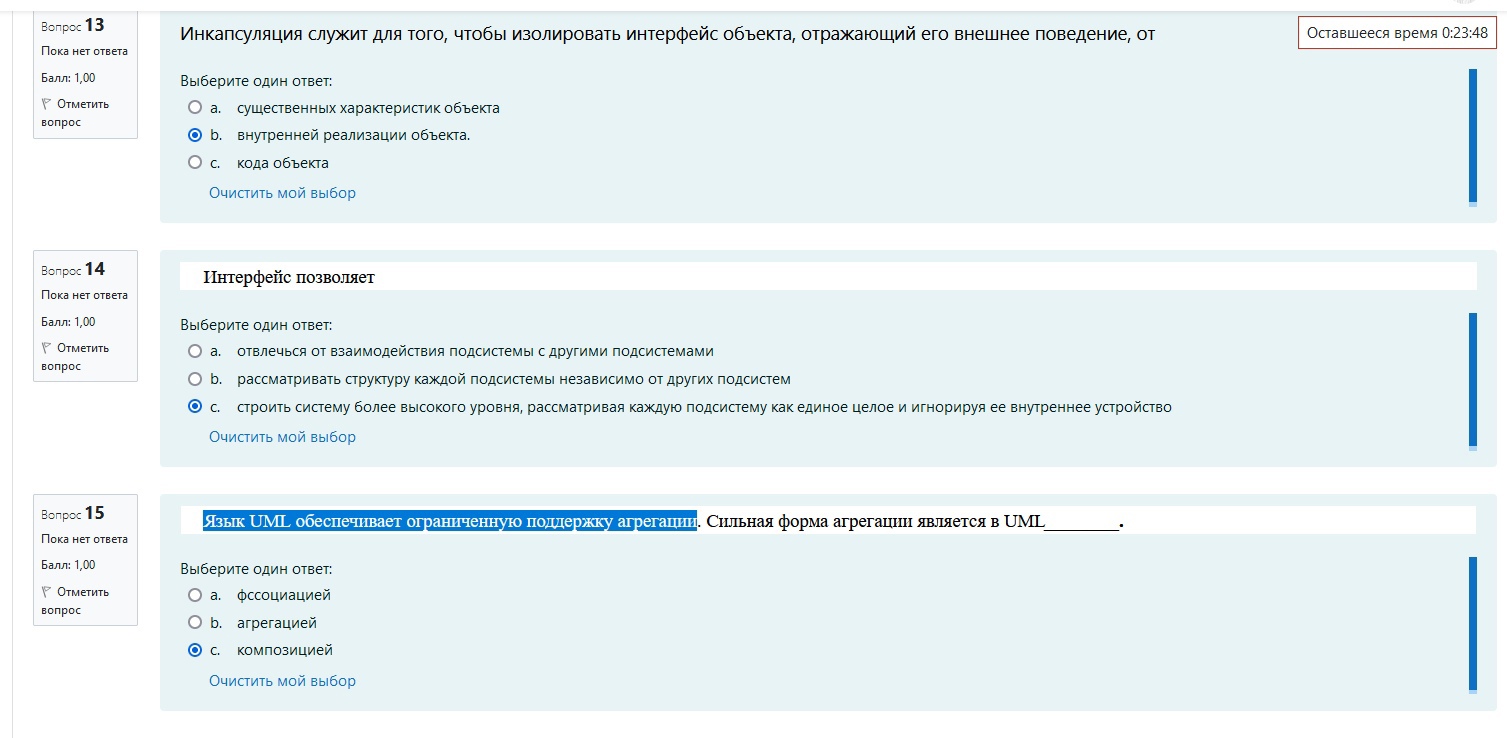 Вопрос 13
Пока нет ответа
Балл: 1,00
Отметить
вопрос
Инкапсуляция служит для того, чтобы изолировать интерфейс объекта, отражающий его внешнее поведение, от
Оставшееся время 0:23:48
Выберите один ответ:
a. существенных характеристик объекта
b. внутренней реализации объекта.
c. кода объекта
Очистить мой выбор
Вопрос 14
Пока нет ответа
Балл: 1,00
Отметить
вопрос
Интерфейс позволяет
Выберите один ответ:
a. отвлечься от взаимодействия подсистемы с другими подсистемами
b. рассматривать структуру каждой подсистемы независимо от других подсистем
c. строить систему более высокого уровня, рассматривая каждую подсистему как единое целое и игнорируя ее внутреннее устройство
Очистить мой выбор
Вопрос 15
Пока нет ответа
Балл: 1,00
Отметить
вопрос
Язык UML обеспечивает ограниченную поддержку агрегации. Сильная форма агрегации является в UML________.
Выберите один ответ:
a. фссоциацией
b. агрегацией
c. композицией
Очистить мой выбор